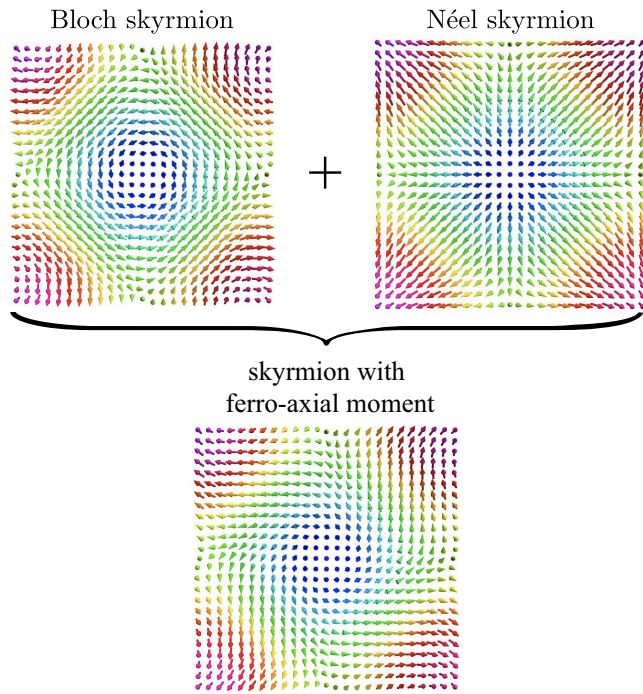 Bloch skyrmion
Néel skyrmion
+
skyrmion with
ferro-axial moment